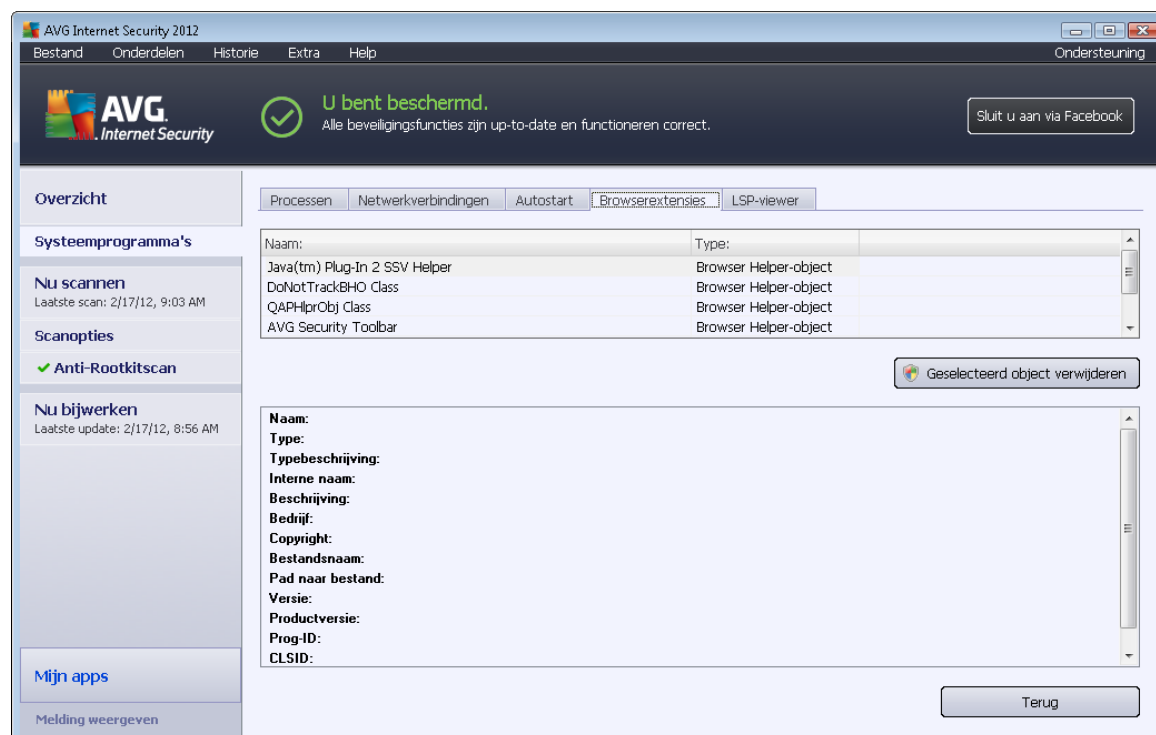 AVG Internet Security 2012
Bestand Onderdelen Historie Extra Help Ondersteuning
AVG.
Internet Security
U bent beschermd.
Alle beveiligingsfuncties zijn up-to-date en functioneren correct.
Sluit u aan via Facebook
Overzicht
Systeemprogramma's
Nu scannen
Laatste scan: 2/17/12, 9:03 AM
Scanopties
Anti-Rootkitscan
Nu bijwerken
Laatste update: 2/17/12, 8:56 AM
Mijn apps
Melding weergeven
Processen Netwerkverbindingen Autostart Browserextensies LSP-viewer
Naam: Type:
Java(tm) Plug-In 2 SSV Helper Browser Helper-object
DoNotTrackBHO Class Browser Helper-object
QAPHlprObj Class Browser Helper-object
AVG Security Toolbar Browser Helper-object
Geselecteerd object verwijderen
Naam:
Type:
Typebeschrijving:
Interne naam:
Beschrijving:
Bedrijf:
Copyright:
Bestandsnaam:
Pad naar bestand:
Versie:
Productversie:
Prog-ID:
CLSID:
Terug